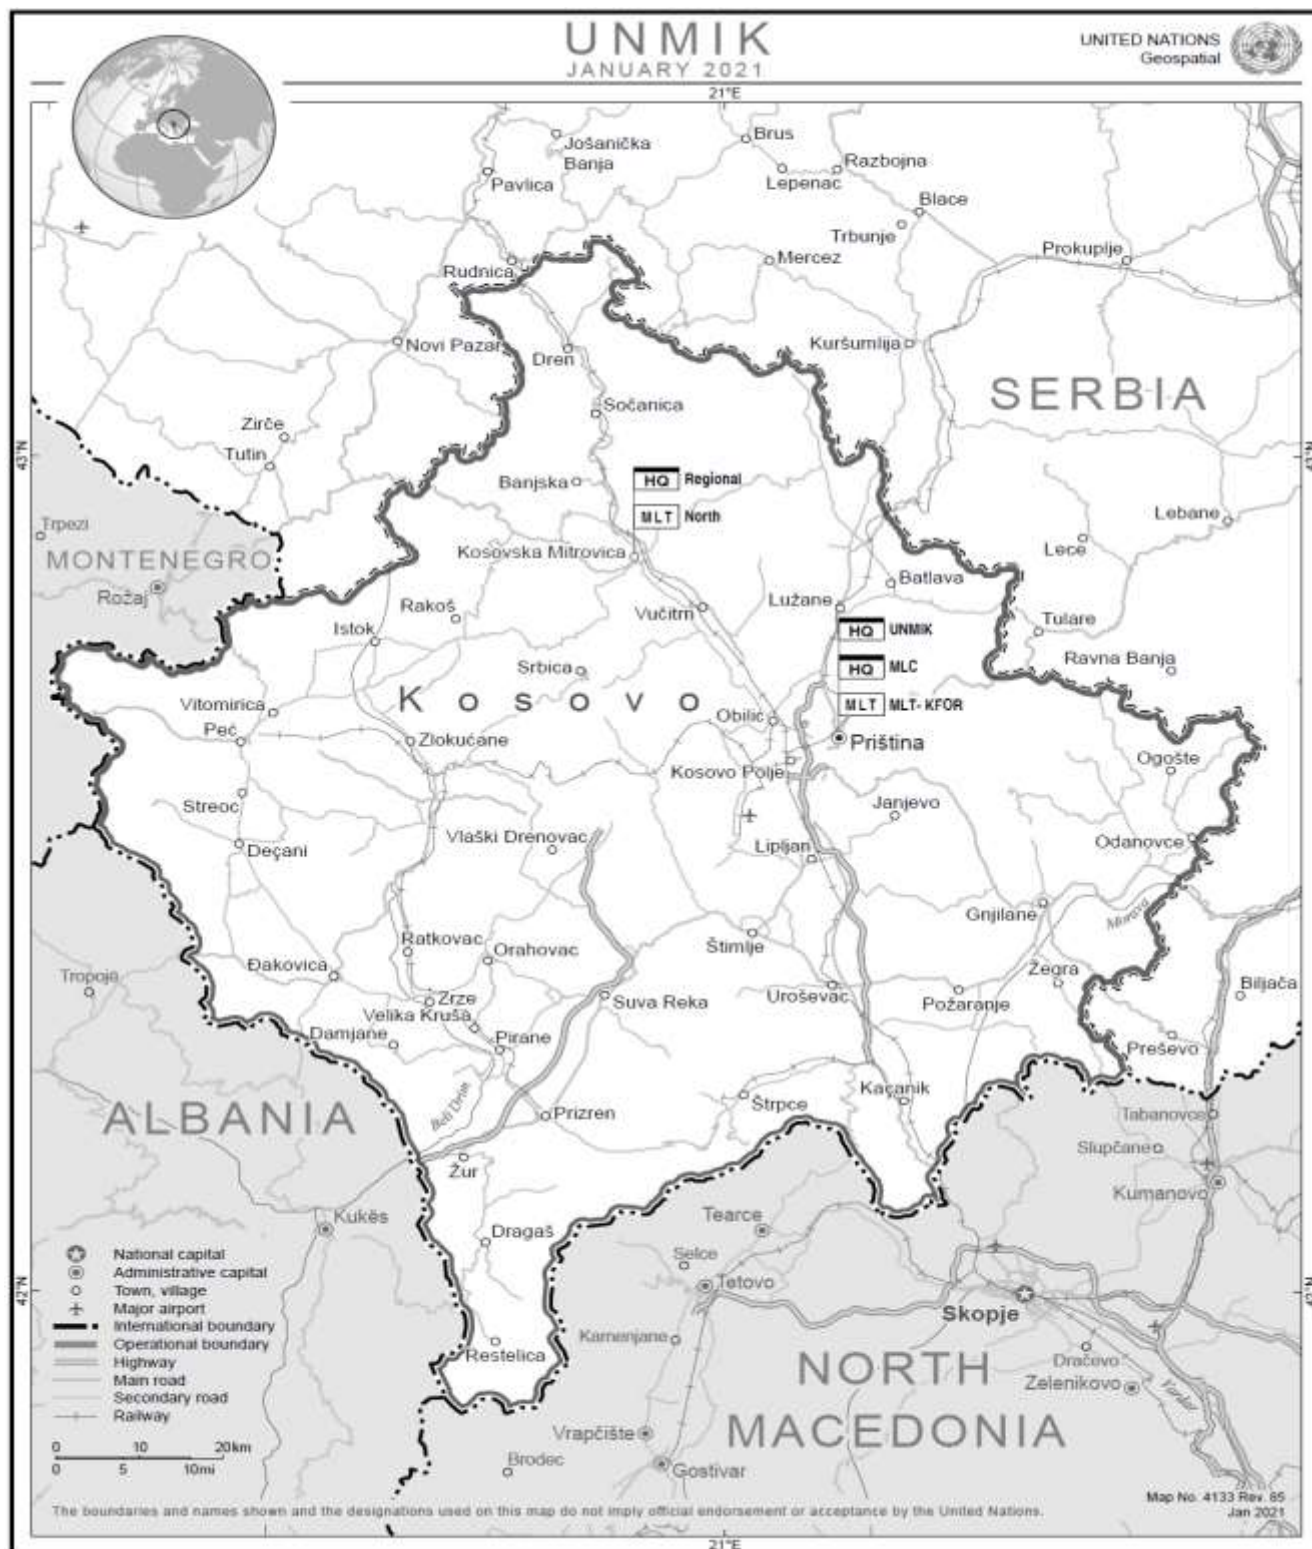 UNMIK
JANUARY 2021
UNITED NATIONS
Geospatial
21°E
Jošanička
Banja
Brus
Razbojna
Lepenac
Pavlica
Blace
Trbunje
Prokuplje
Mercez
Rudnica
Novi Pazar
Dren
Kuršumlija
SERBIA
Sočanica
Zirče
Tutin
43°N
43°N
Banjska
HQ Regional
MLT North
Lebane
Trpezi
Lece
MONTENEGRO
Kosovska Mitrovica
Rožaj
Batlava
Rakoš
Vučitrn
Lužane
Istok
HQ UNMIK
Tulare
Srbica
HQ MLC
Ravna Banja
Kosovo
MLT MLT- KFOR
Vitomirica
Obilić
Peć
Zlokućane
Priština
Kosovo Polje
Ogošte
Streoc
Janjevo
Vlaški Drenovac
Lipljan
Odanovce
Deçani
Gnjilane
Morava
Štimlje
Ratkovac
Orahovac
Đakovica
Žegra
Tropojë
Zrze
Suva Reka
Uroševac
Požaranje
Biljača
Velika Kruša
Damjane
Pirane
Preševo
Beli Drim
Kaçanik
ALBANIA
Prizren
Štrpce
Tabanovce
Slupčane
Žur
Kumanovo
Kukës
Tearce
Dragaš
Selce
National capital
Administrative capital
Tetovo
42°N
42°N
Town, village
Skopje
Major airport
International boundary
Operational boundary
Kamenjane
Restelica
Dračevo
Highway
NORTH
MACEDONIA
Main road
Zelenikovo
Vardar
Secondary road
Railway
Vrapčište
0 10 20km
0 5 10mi
Brodec
Gostivar
Map No. 4133 Rev. 85
Jan 2021
The boundaries and names shown and the designations used on this map do not imply official endorsement or acceptance by the United Nations.
21°E